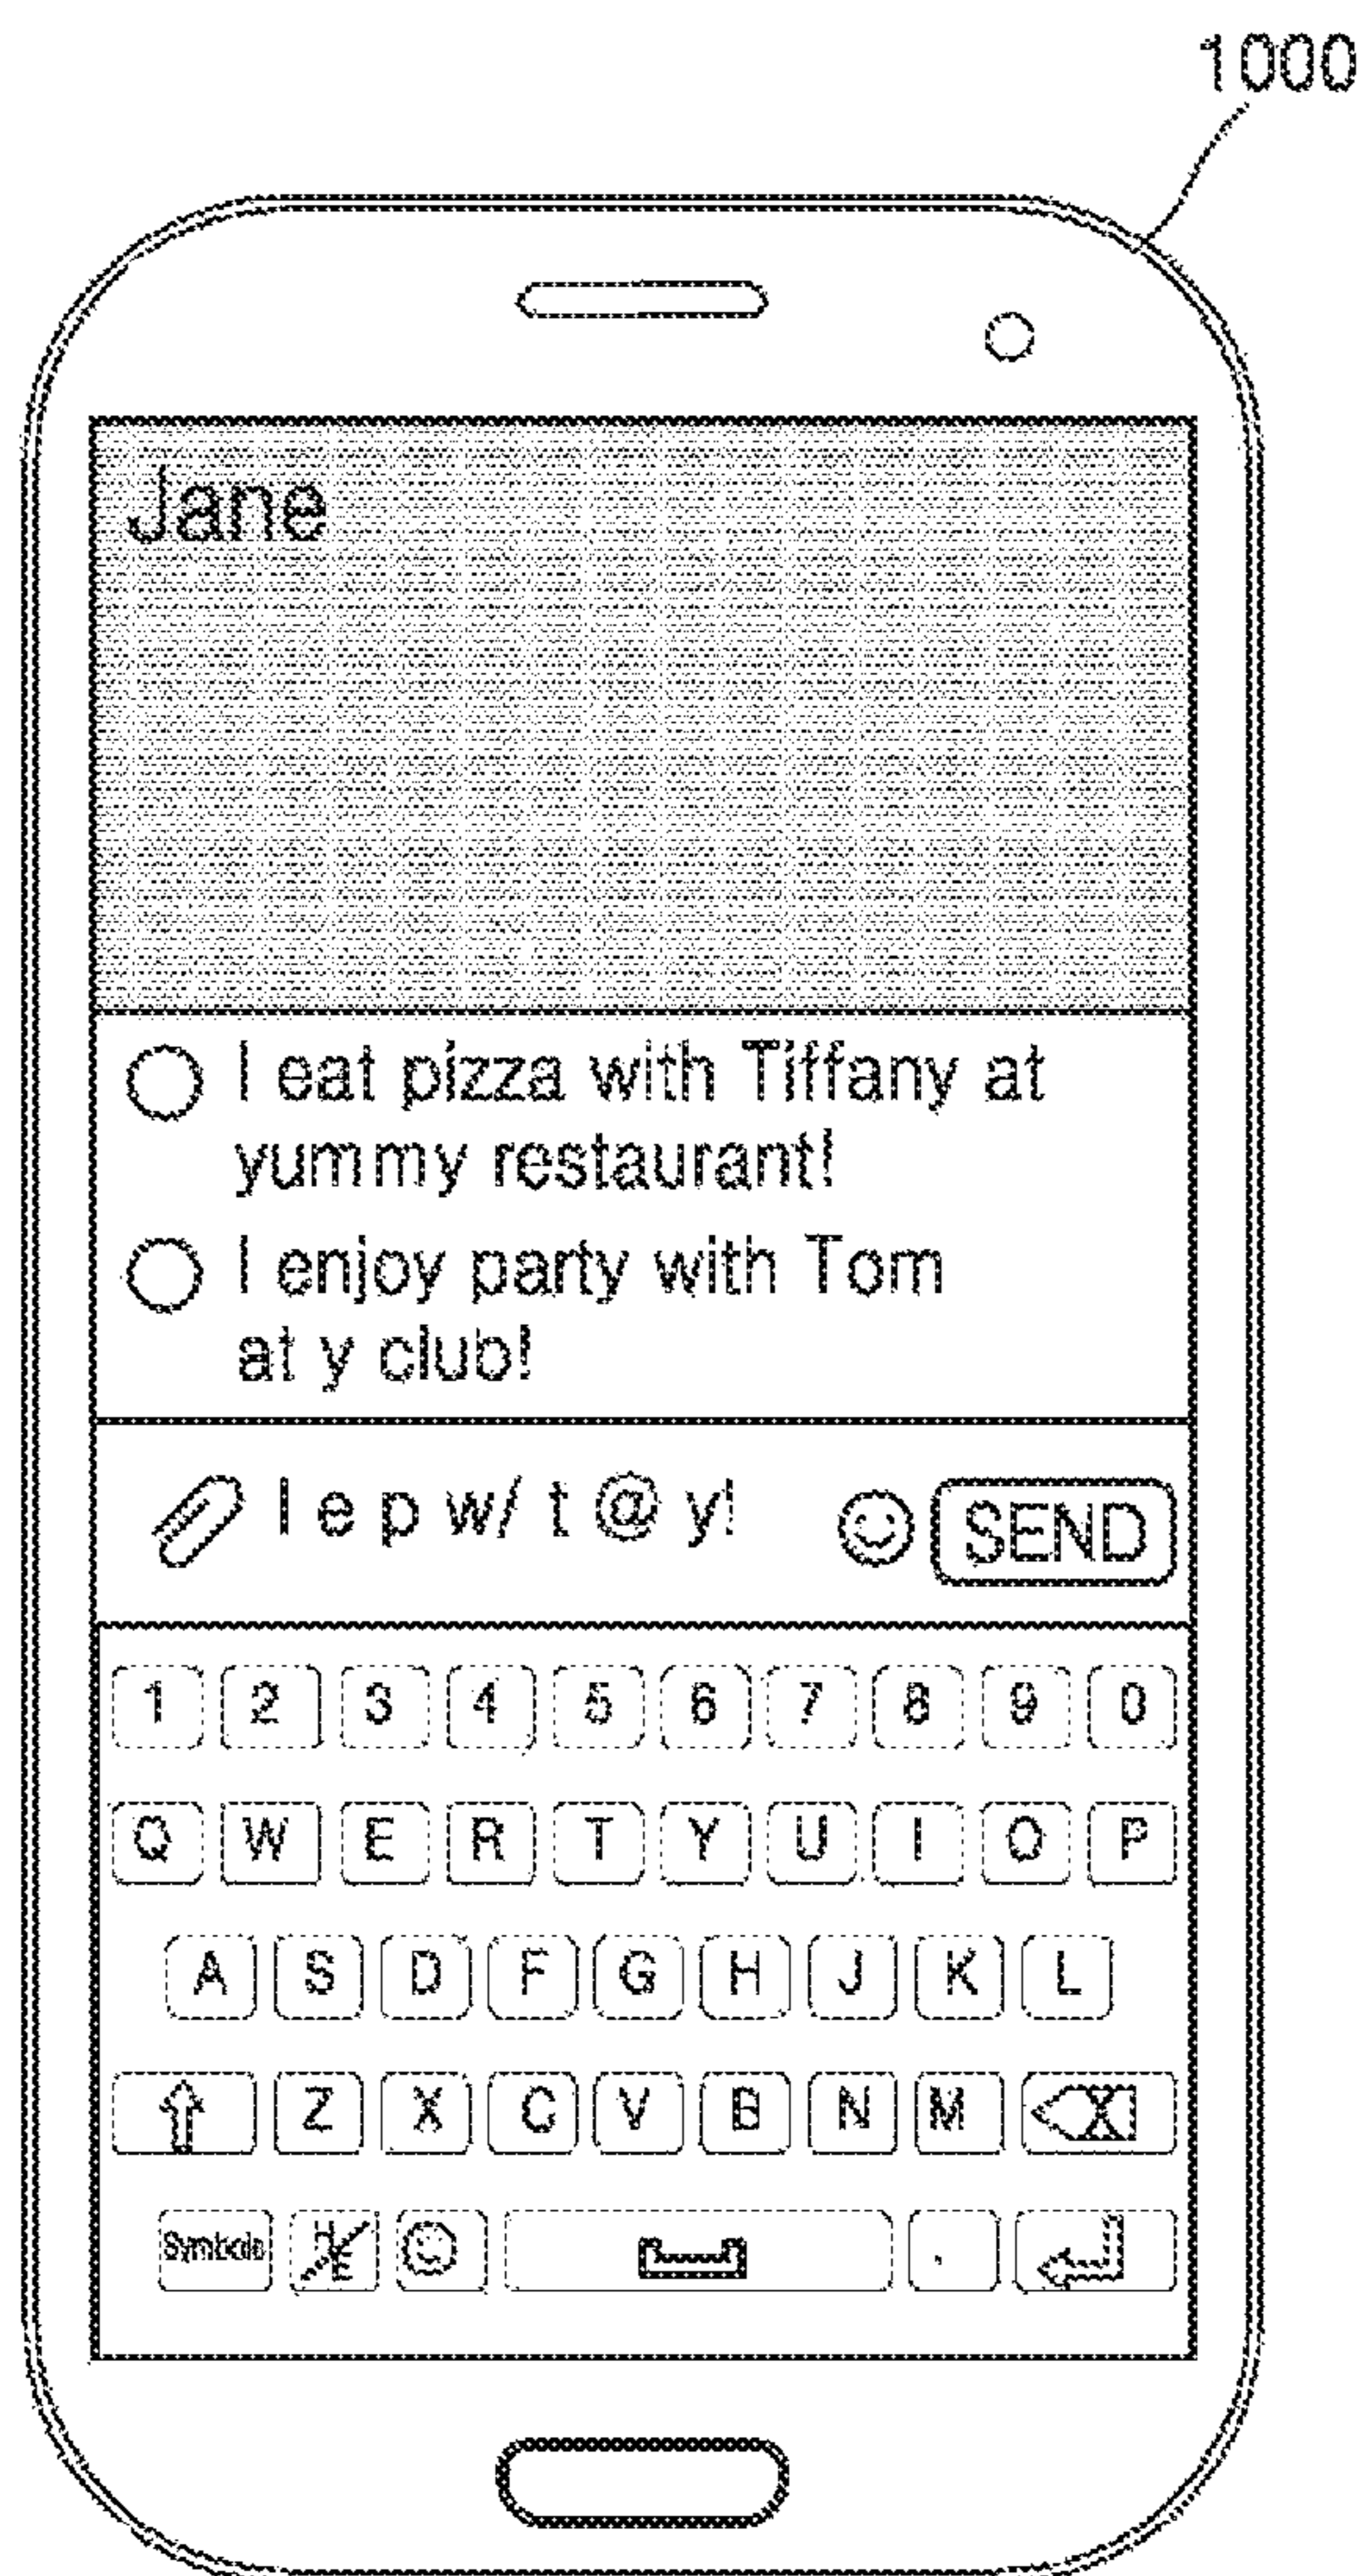 1000
Jane
I eat pizza with Tiffany at
yummy restaurant!
I enjoy party with Tom
at y club!
I e p w/ t @ y!
SEND
1 2 3 4 5 6 7 8 9 0
Q W E R T Y U I O P
A S D F G H J K L
Z X C V B N M
Symbols .